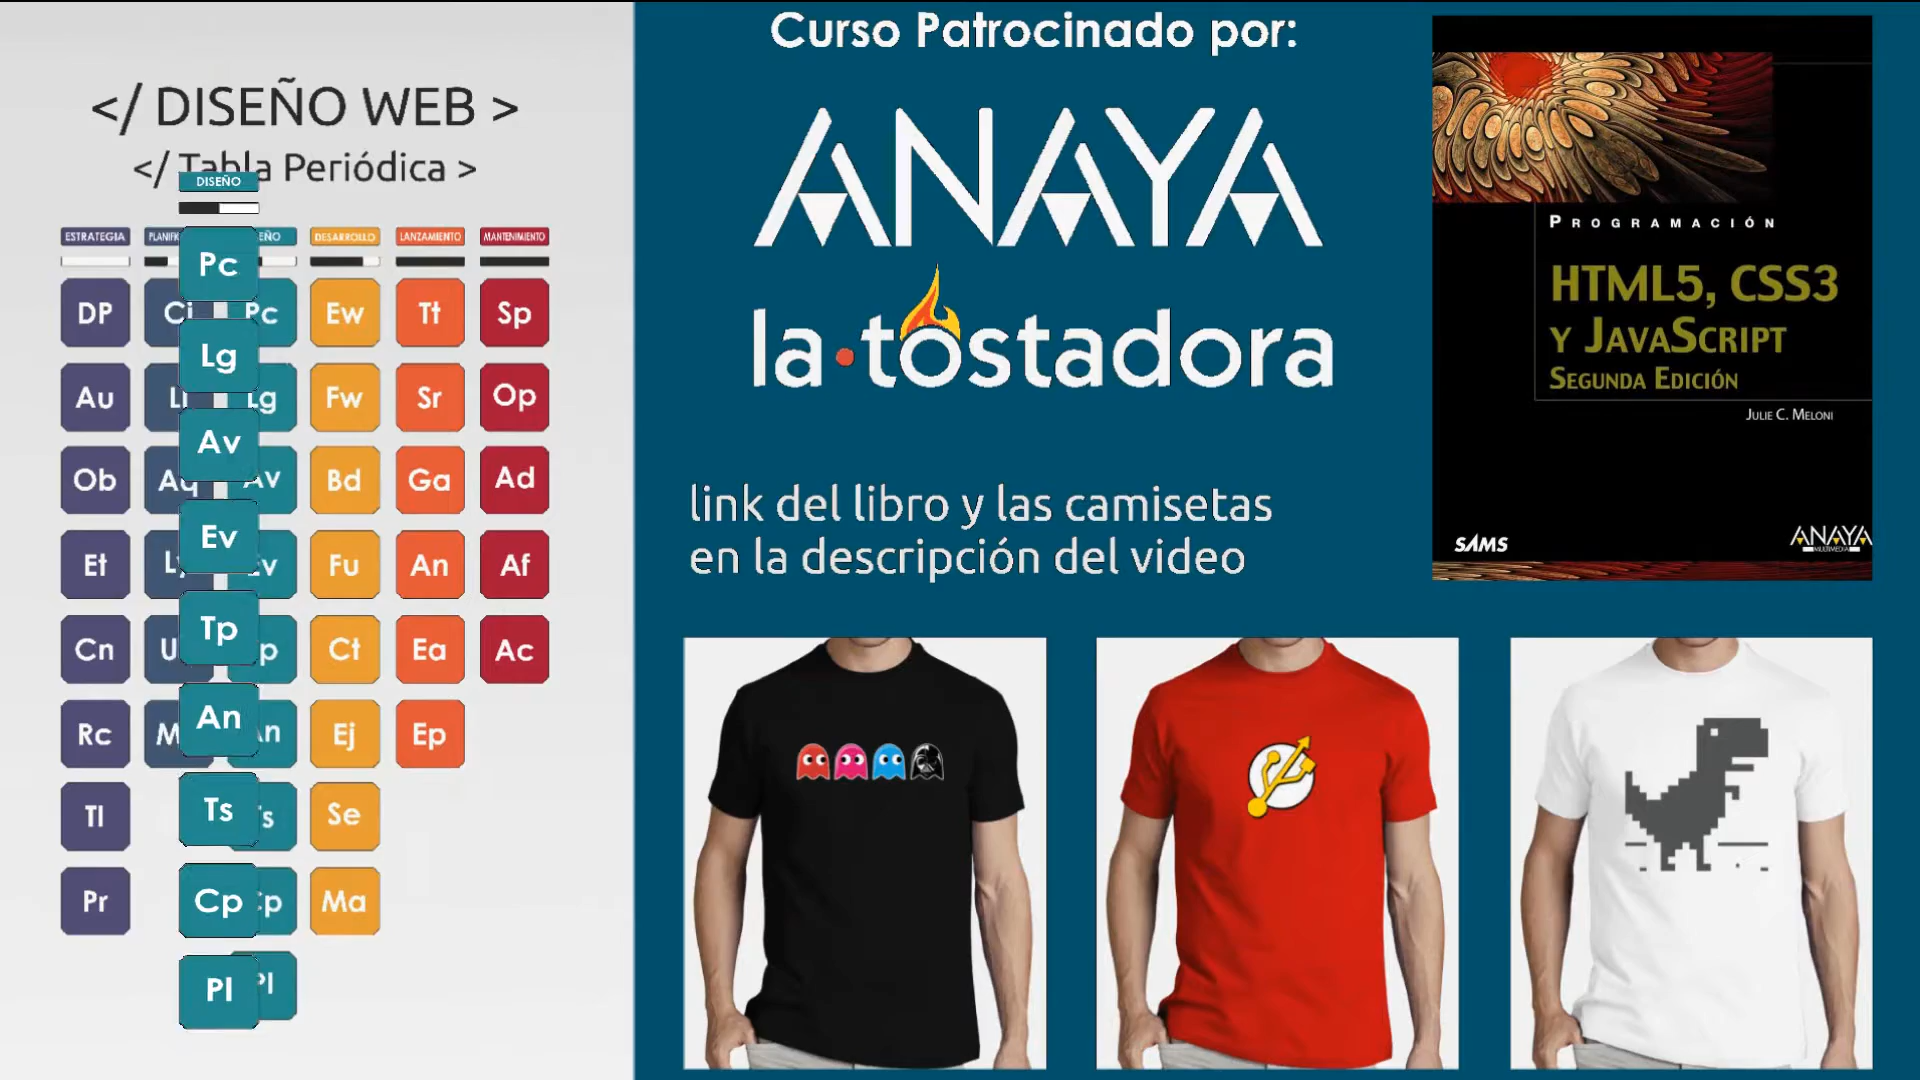 </ DISEÑO WEB >
</ Tabla Periódica >
DISEÑO
ESTRATEGIA
DESARROLLO
LANZAMIENTO
MANTENIMIENTO
DP
Pc
Pc
Ew
Tt
Sp
Au
Lg
Lg
Fw
Sr
Op
Ob
Av
Av
Bd
Ga
Ad
Et
Ev
Ev
Fu
An
Af
Cn
Tp
Ct
Ea
Ac
Rc
An
Ej
Ep
Tl
Ts
Se
Pr
Cp
Ma
Pl
Curso Patrocinado por:
ANAYA
la·tostadora
link del libro y las camisetas
en la descripción del video
PROGRAMACIÓN
HTML5, CSS3
Y JAVASCRIPT
SEGUNDA EDICIÓN
JULIE C. MELONI
SAMS
ANAYA
MULTIMEDIA